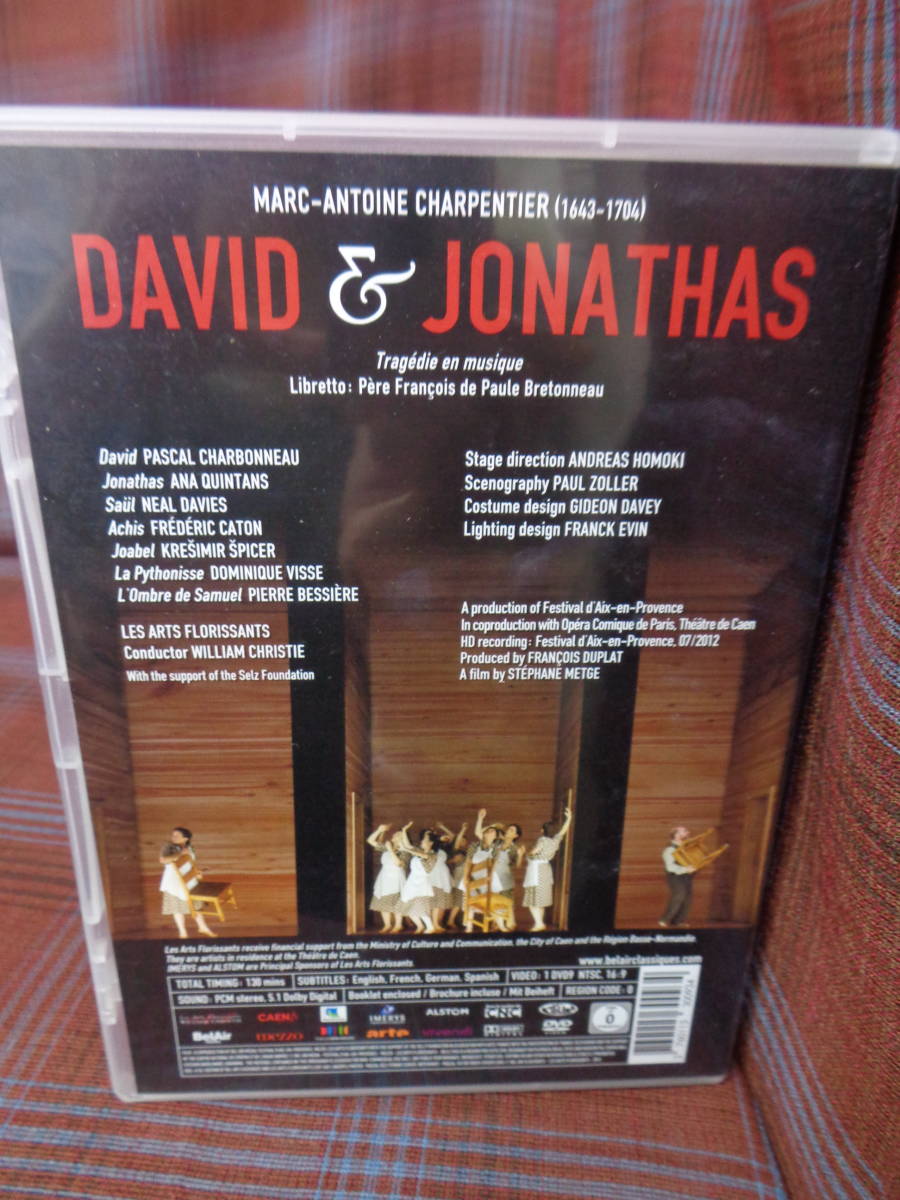 MARC-ANTOINE CHARPENTIER (1643-1704)
DAVID & JONATHAS
Tragédie en musique
Libretto: Père François de Paule Bretonneau
David PASCAL CHARBONNEAU
Jonathas ANA QUINTANS
Saül NEAL DAVIES
Achis FRÉDÉRIC CATON
Joabel KREŠIMIR ŠPICER
La Pythonisse DOMINIQUE VISSE
L'Ombre de Samuel PIERRE BESSIÈRE
LES ARTS FLORISSANTS
Conductor WILLIAM CHRISTIE
With the support of the Selz Foundation
Stage direction ANDREAS HOMOKI
Scenography PAUL ZOLLER
Costume design GIDEON DAVEY
Lighting design FRANCK EVIN
A production of Festival d'Aix-en-Provence
In coproduction with Opéra Comique de Paris, Théâtre de Caen
HD recording: Festival d'Aix-en-Provence, 07/2012
Produced by FRANÇOIS DUPLAT
A film by STÉPHANE METGE
Les Arts Florissants receive financial support from the Ministry of Culture and Communication, the City of Caen and the Région Basse-Normandie.
They are artists in residence at the Théâtre de Caen.
IMERYS and ALSTOM are Principal Sponsors of Les Arts Florissants.
www.belairclassiques.com
TOTAL TIMING: 130 mins SUBTITLES: English, French, German, Spanish VIDEO: 1 DVD9 NTSC 16:9
SOUND: PCM stereo, 5.1 Dolby Digital Booklet enclosed / Brochure incluse / Mit Beiheft REGION CODE: 0
CAEN IMERYS ALSTOM CNC 0
BelAir mezzo arte vivendi DVD